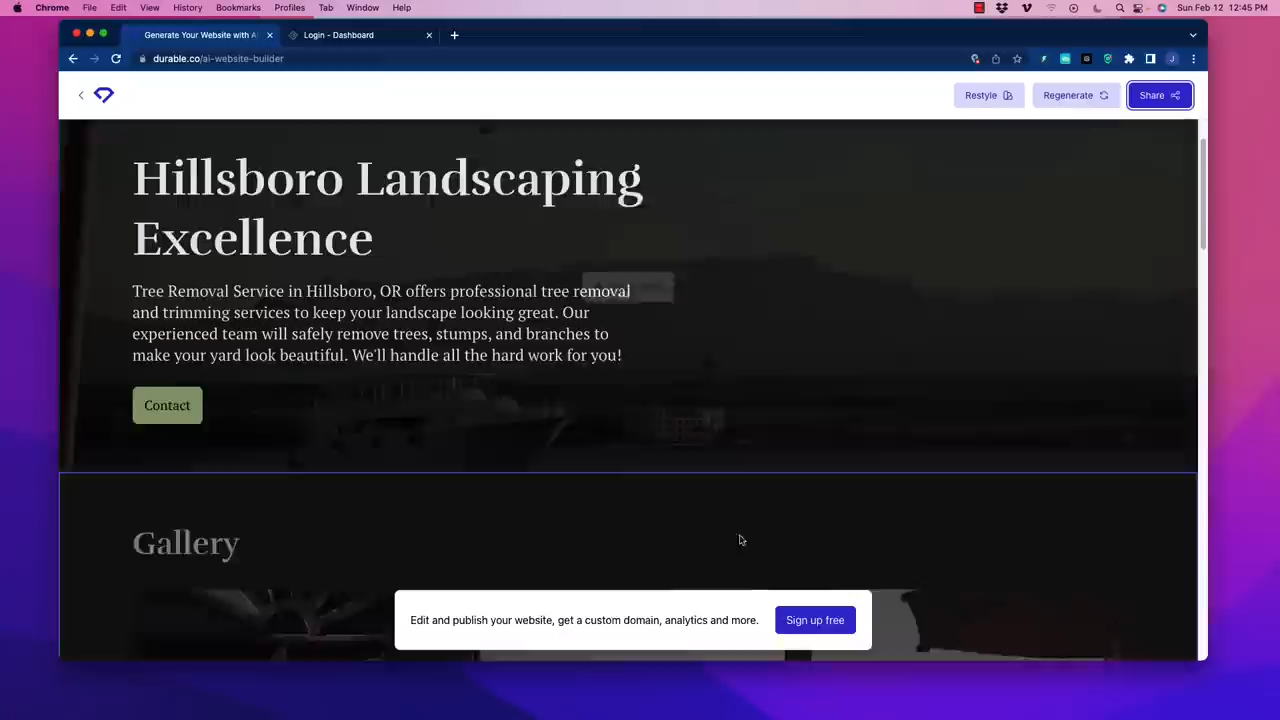 Chrome File Edit View History Bookmarks Profiles Tab Window Help Sun Feb 12 12:45 PM
Generate Your Website with AI Login - Dashboard
durable.co/ai-website-builder J
Restyle Regenerate Share
Hillsboro Landscaping
Excellence
Tree Removal Service in Hillsboro, OR offers professional tree removal
and trimming services to keep your landscape looking great. Our
experienced team will safely remove trees, stumps, and branches to
make your yard look beautiful. We'll handle all the hard work for you!
Contact
Gallery
Edit and publish your website, get a custom domain, analytics and more. Sign up free